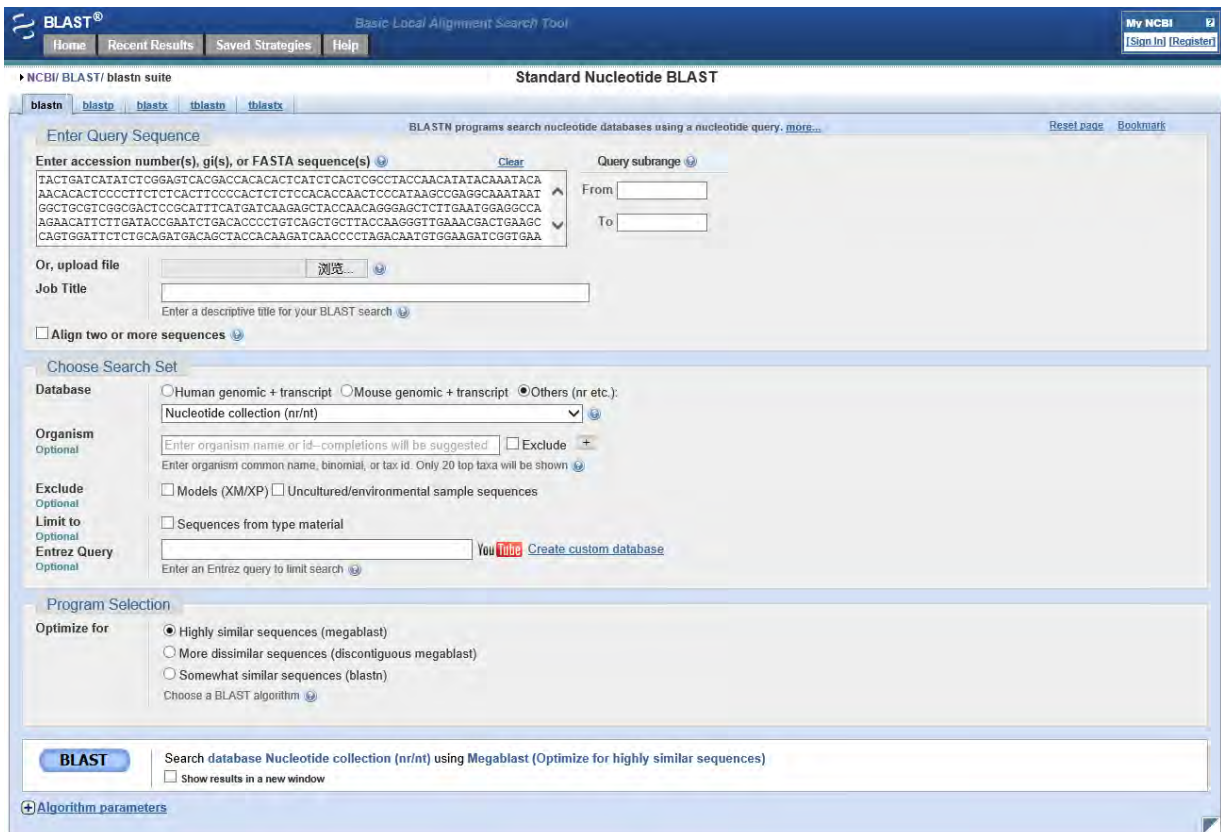 BLAST® Basic Local Alignment Search Tool My NCBI
Home Recent Results Saved Strategies Help [Sign In] [Register]
NCBI/ BLAST/ blastn suite Standard Nucleotide BLAST
blastn blastp blastx tblastn tblastx
BLASTN programs search nucleotide databases using a nucleotide query. more... Reset page Bookmark
Enter Query Sequence
Enter accession number(s), gi(s), or FASTA sequence(s) Clear Query subrange
TACTGATCATATCTCGGAGTCACGACCACACACTCATCTCACTCGCCTACCAACATATACAAATACA
AACACACTCCCCTTCTCTCACTTCCCCACTCTCTCCACACCAACTCCCATAAGCCGAGGCAAATAAT From
GGCTGCGTCGGCGACTCCGCATTTCATGATCAAGAGCTACCAACAGGGAGCTCTTGAATGGAGGCCA
AGAACATTCTTGATACCGAATCTGACACCCCTGTCAGCTGCTTACCAAGGGTTGAAACGACTGAAGC To
CAGTGGATTCTCTGCAGATGACAGCTACCACAAGATCAACCCCTAGACAATGTGGAAGATCGGTGAA
Or, upload file 浏览...
Job Title
Enter a descriptive title for your BLAST search
Align two or more sequences
Choose Search Set
Database Human genomic + transcript Mouse genomic + transcript Others (nr etc.):
Nucleotide collection (nr/nt)
Organism
Optional Enter organism name or id--completions will be suggested Exclude +
Enter organism common name, binomial, or tax id. Only 20 top taxa will be shown
Exclude Models (XM/XP) Uncultured/environmental sample sequences
Optional
Limit to Sequences from type material
Optional
Entrez Query YouTube Create custom database
Optional
Enter an Entrez query to limit search
Program Selection
Optimize for Highly similar sequences (megablast)
More dissimilar sequences (discontiguous megablast)
Somewhat similar sequences (blastn)
Choose a BLAST algorithm
BLAST Search database Nucleotide collection (nr/nt) using Megablast (Optimize for highly similar sequences)
Show results in a new window
Algorithm parameters